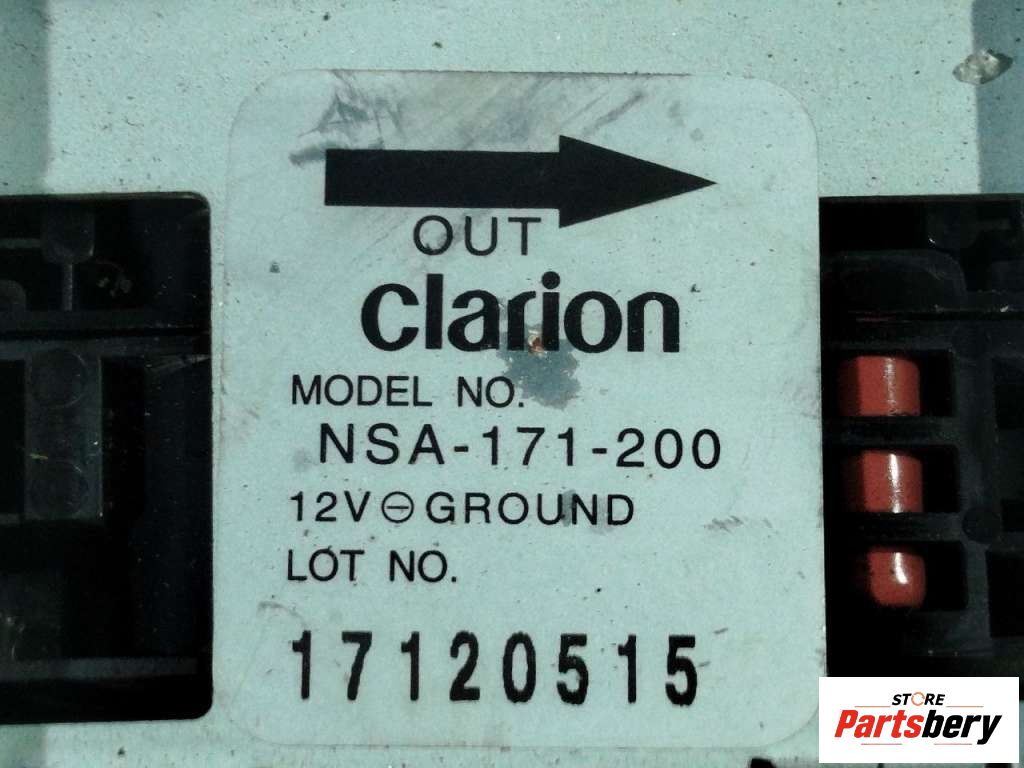 OUT
Clarion
MODEL NO.
NSA-171-200
12V⊖GROUND
LOT NO.
17120515
STORE
Partsbery